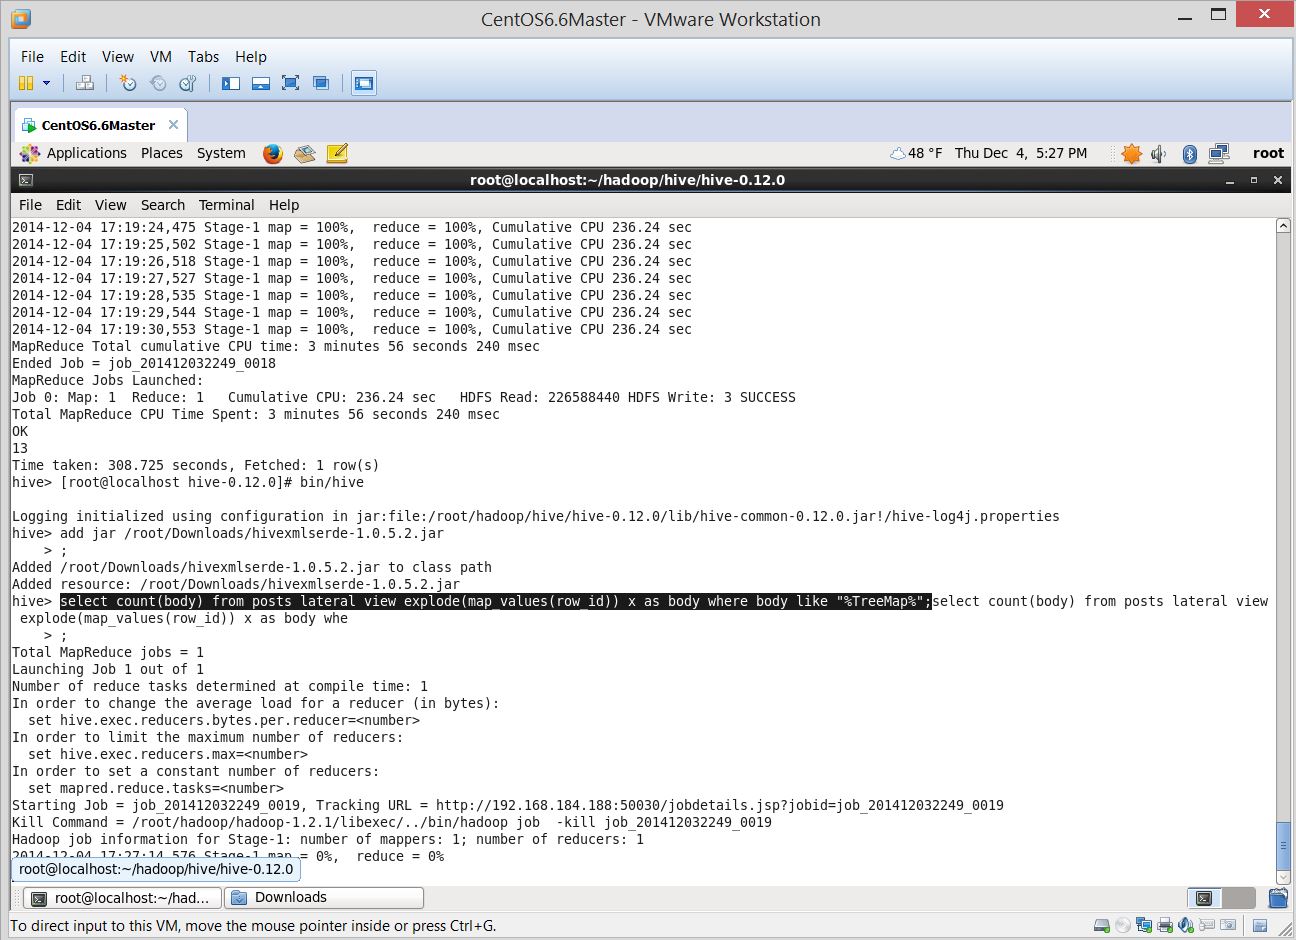 CentOS6.6Master - VMware Workstation
File Edit View VM Tabs Help
CentOS6.6Master
Applications Places System 48 °F Thu Dec 4, 5:27 PM root
root@localhost:~/hadoop/hive/hive-0.12.0
File Edit View Search Terminal Help
2014-12-04 17:19:24,475 Stage-1 map = 100%,  reduce = 100%, Cumulative CPU 236.24 sec
2014-12-04 17:19:25,502 Stage-1 map = 100%,  reduce = 100%, Cumulative CPU 236.24 sec
2014-12-04 17:19:26,518 Stage-1 map = 100%,  reduce = 100%, Cumulative CPU 236.24 sec
2014-12-04 17:19:27,527 Stage-1 map = 100%,  reduce = 100%, Cumulative CPU 236.24 sec
2014-12-04 17:19:28,535 Stage-1 map = 100%,  reduce = 100%, Cumulative CPU 236.24 sec
2014-12-04 17:19:29,544 Stage-1 map = 100%,  reduce = 100%, Cumulative CPU 236.24 sec
2014-12-04 17:19:30,553 Stage-1 map = 100%,  reduce = 100%, Cumulative CPU 236.24 sec
MapReduce Total cumulative CPU time: 3 minutes 56 seconds 240 msec
Ended Job = job_201412032249_0018
MapReduce Jobs Launched:
Job 0: Map: 1  Reduce: 1   Cumulative CPU: 236.24 sec   HDFS Read: 226588440 HDFS Write: 3 SUCCESS
Total MapReduce CPU Time Spent: 3 minutes 56 seconds 240 msec
OK
13
Time taken: 308.725 seconds, Fetched: 1 row(s)
hive> [root@localhost hive-0.12.0]# bin/hive
Logging initialized using configuration in jar:file:/root/hadoop/hive/hive-0.12.0/lib/hive-common-0.12.0.jar!/hive-log4j.properties
hive> add jar /root/Downloads/hivexmlserde-1.0.5.2.jar
    > ;
Added /root/Downloads/hivexmlserde-1.0.5.2.jar to class path
Added resource: /root/Downloads/hivexmlserde-1.0.5.2.jar
hive> select count(body) from posts lateral view explode(map_values(row_id)) x as body where body like "%TreeMap%";select count(body) from posts lateral view
 explode(map_values(row_id)) x as body whe
    > ;
Total MapReduce jobs = 1
Launching Job 1 out of 1
Number of reduce tasks determined at compile time: 1
In order to change the average load for a reducer (in bytes):
  set hive.exec.reducers.bytes.per.reducer=<number>
In order to limit the maximum number of reducers:
  set hive.exec.reducers.max=<number>
In order to set a constant number of reducers:
  set mapred.reduce.tasks=<number>
Starting Job = job_201412032249_0019, Tracking URL = http://192.168.184.188:50030/jobdetails.jsp?jobid=job_201412032249_0019
Kill Command = /root/hadoop/hadoop-1.2.1/libexec/../bin/hadoop job  -kill job_201412032249_0019
Hadoop job information for Stage-1: number of mappers: 1; number of reducers: 1
2014-12-04 17:27:14,576 Stage-1 map = 0%,  reduce = 0%
root@localhost:~/hadoop/hive/hive-0.12.0
root@localhost:~/had... Downloads
To direct input to this VM, move the mouse pointer inside or press Ctrl+G.